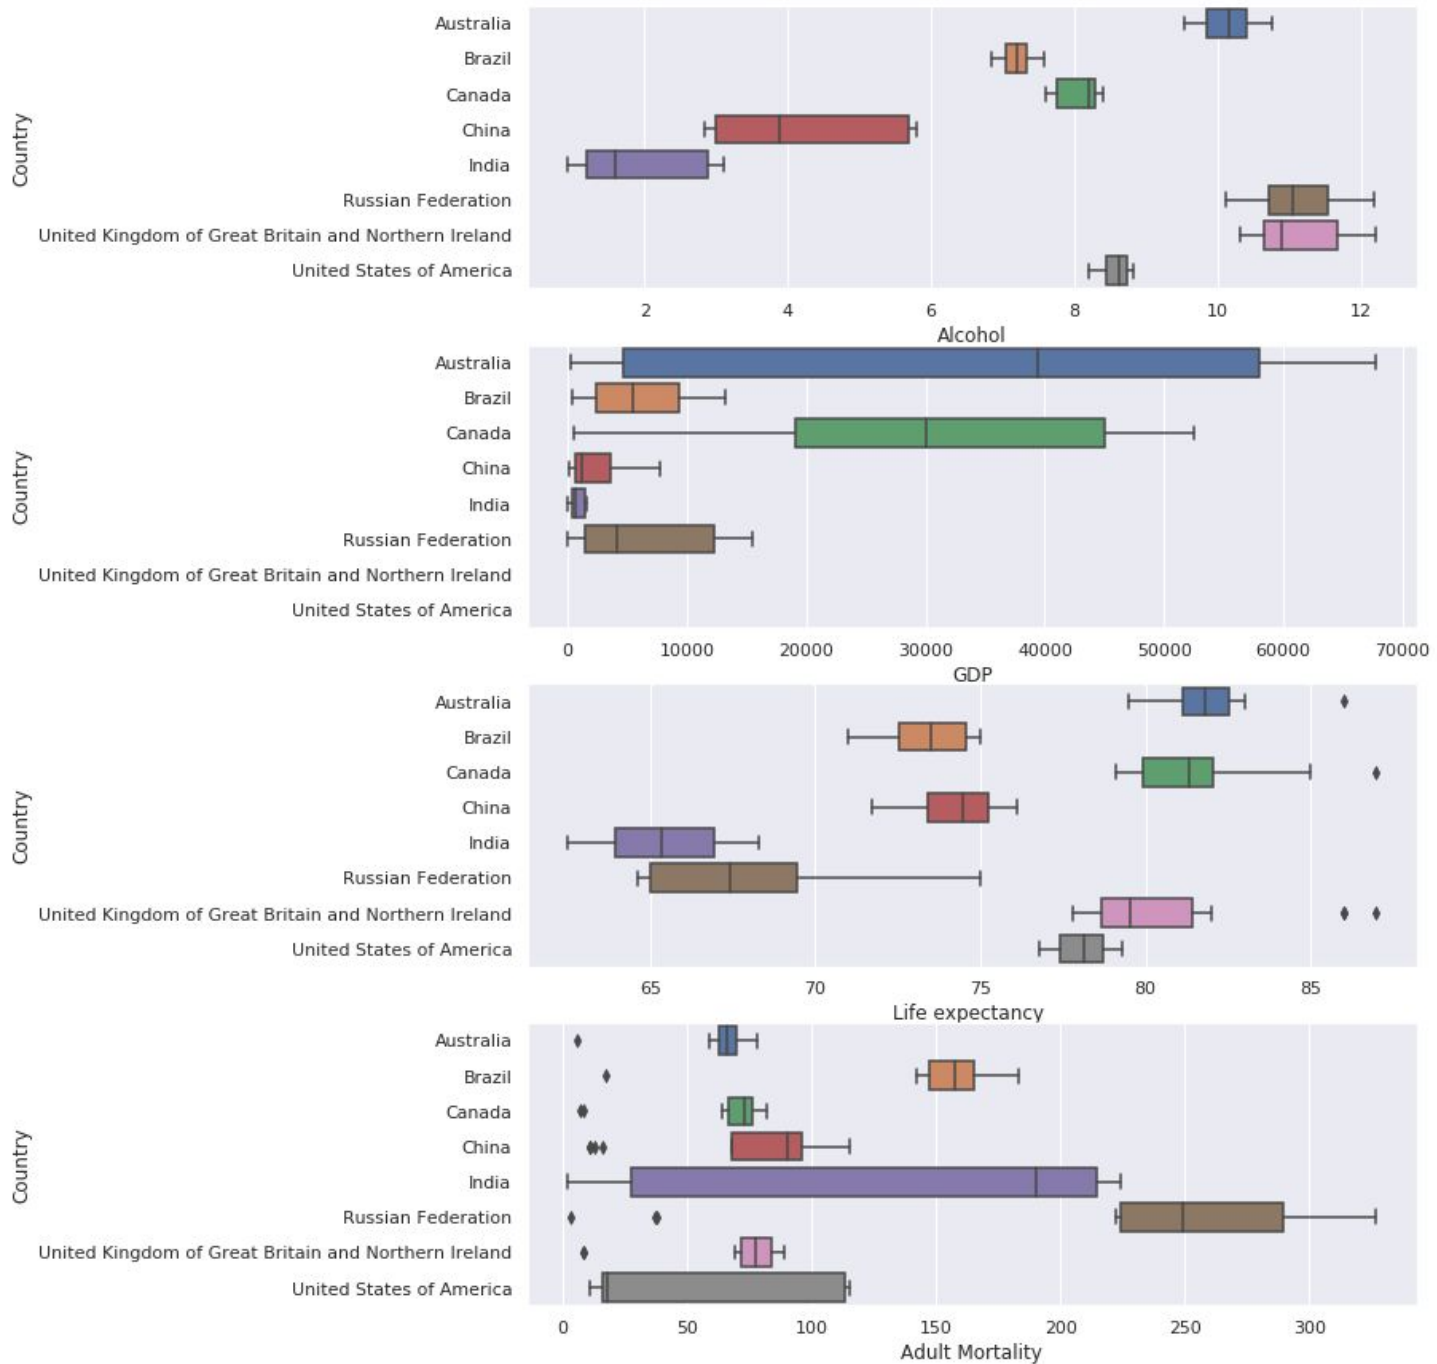 Country
Australia
Brazil
Canada
China
India
Russian Federation
United Kingdom of Great Britain and Northern Ireland
United States of America
2 4 6 8 10 12
Alcohol
Country
Australia
Brazil
Canada
China
India
Russian Federation
United Kingdom of Great Britain and Northern Ireland
United States of America
0 10000 20000 30000 40000 50000 60000 70000
GDP
Country
Australia
Brazil
Canada
China
India
Russian Federation
United Kingdom of Great Britain and Northern Ireland
United States of America
65 70 75 80 85
Life expectancy
Country
Australia
Brazil
Canada
China
India
Russian Federation
United Kingdom of Great Britain and Northern Ireland
United States of America
0 50 100 150 200 250 300
Adult Mortality